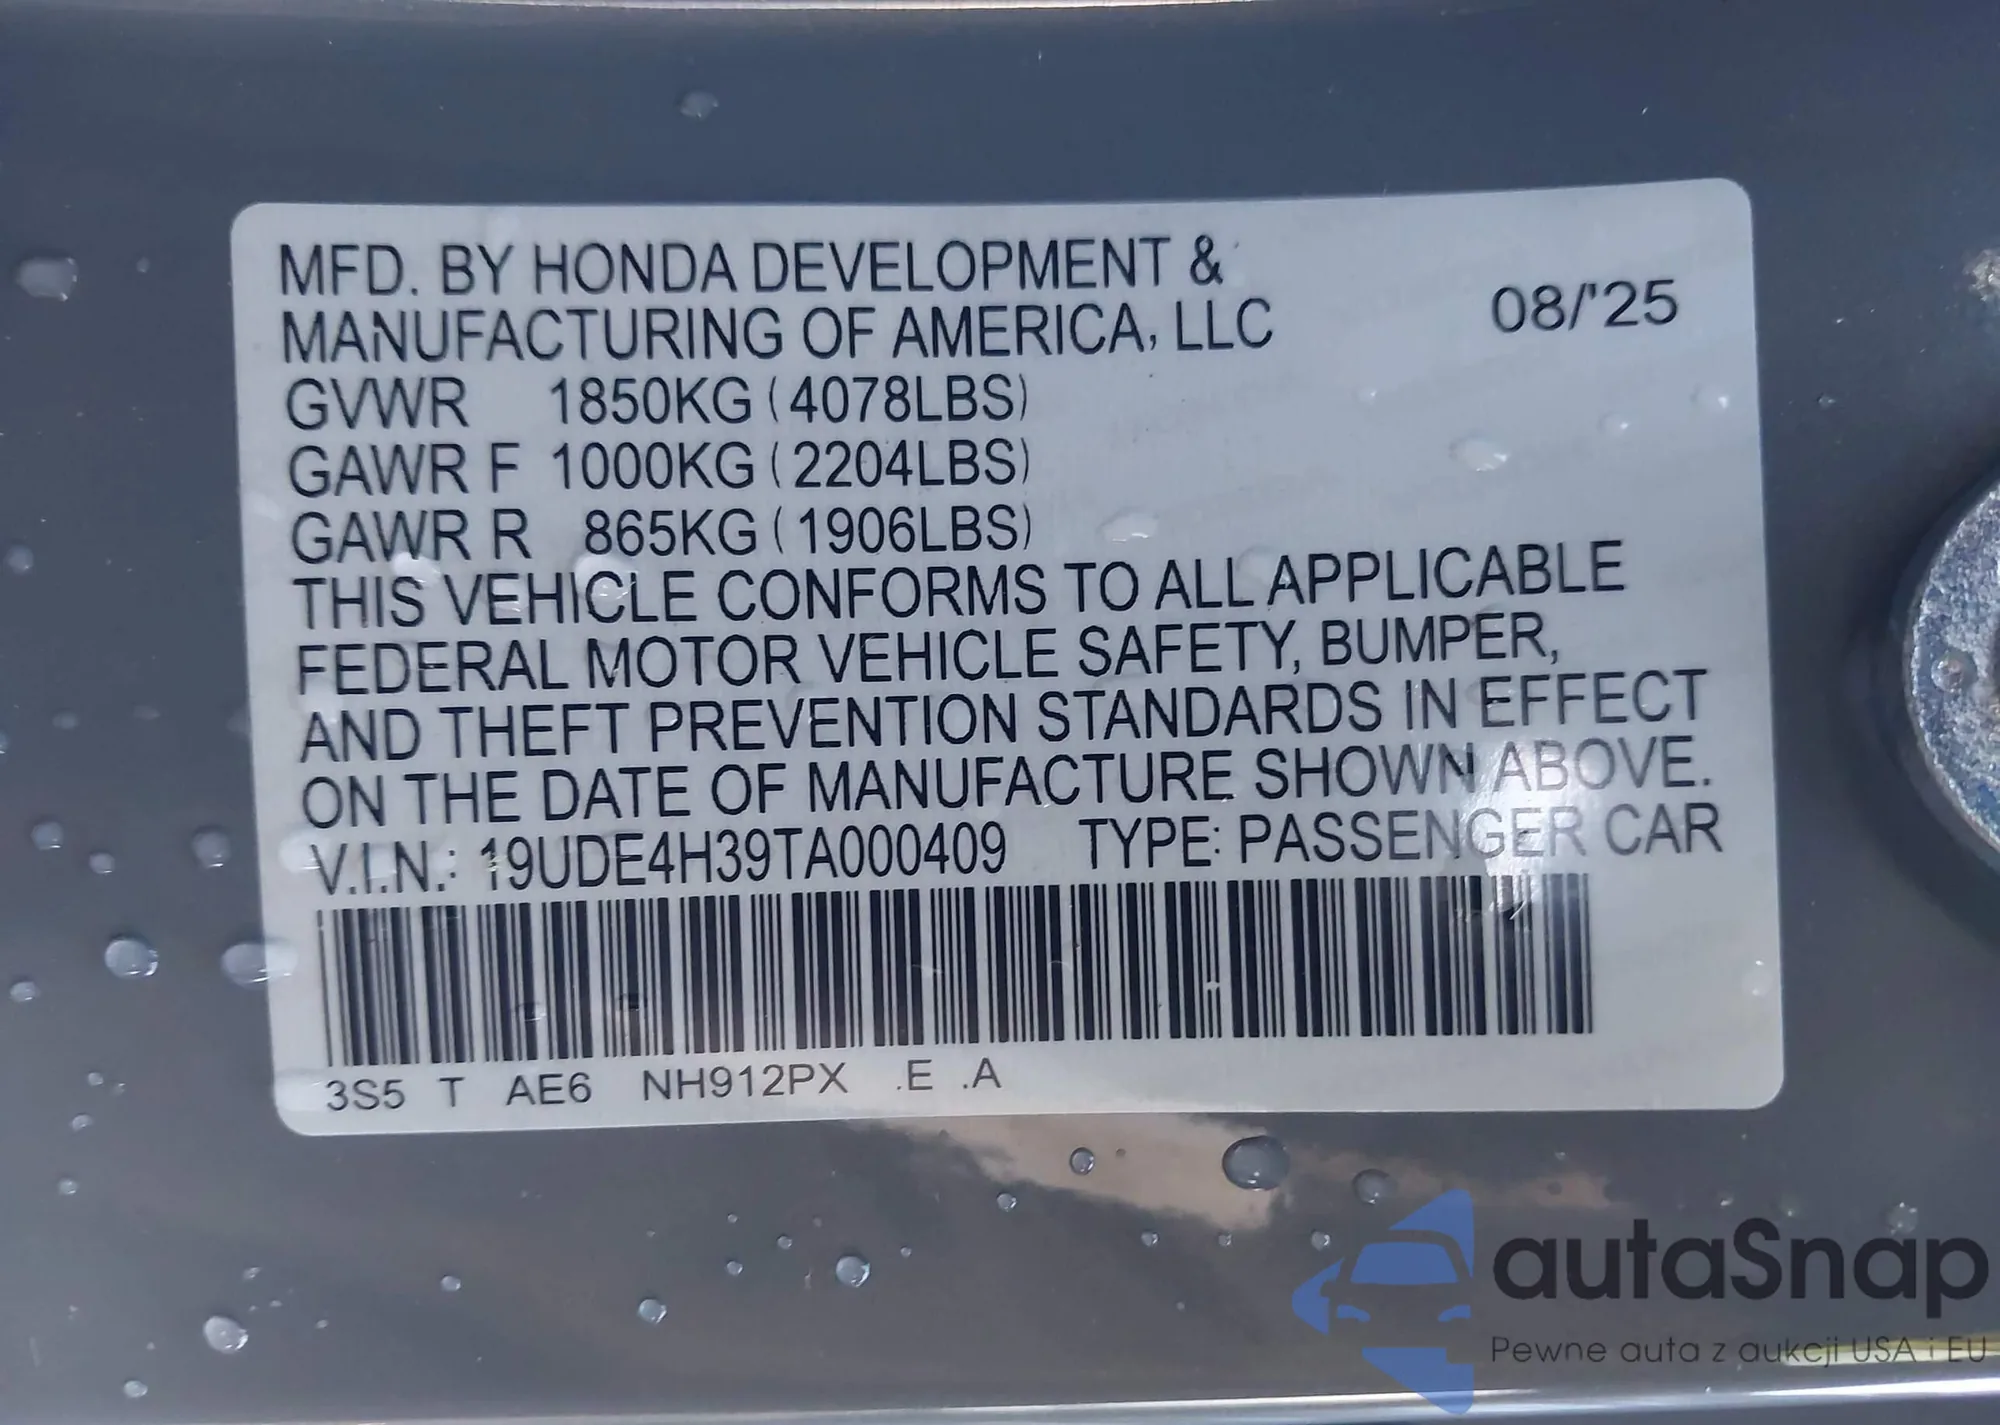 MFD. BY HONDA DEVELOPMENT &
MANUFACTURING OF AMERICA, LLC
08/'25
GVWR 1850KG (4078LBS)
GAWR F 1000KG (2204LBS)
GAWR R 865KG (1906LBS)
THIS VEHICLE CONFORMS TO ALL APPLICABLE
FEDERAL MOTOR VEHICLE SAFETY, BUMPER,
AND THEFT PREVENTION STANDARDS IN EFFECT
ON THE DATE OF MANUFACTURE SHOWN ABOVE.
V.I.N.: 19UDE4H39TA000409 TYPE: PASSENGER CAR
3S5 T AE6 NH912PX .E .A
autaSnap
Pewne auta z aukcji USA i EU